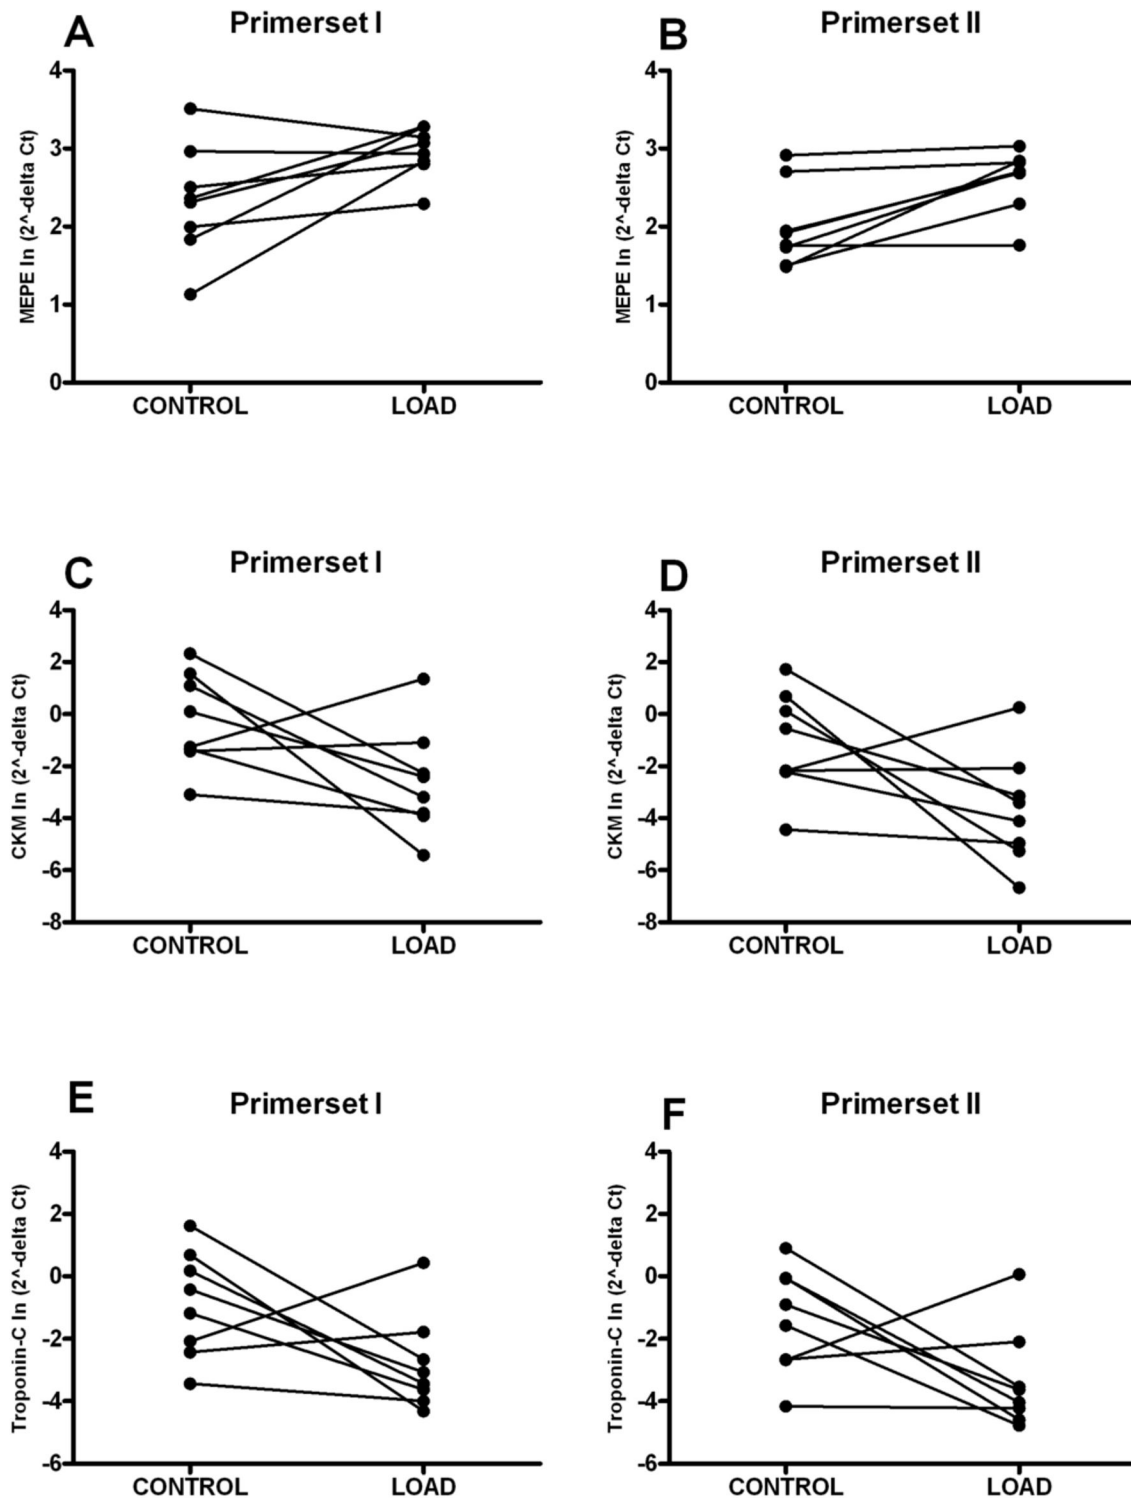 A Primerset I
B Primerset II
MEPE ln (2^-delta Ct)
4
3
2
1
0
CONTROL LOAD
MEPE ln (2^-delta Ct)
4
3
2
1
0
CONTROL LOAD
C Primerset I
D Primerset II
CKM ln (2^-delta Ct)
4
2
0
-2
-4
-6
-8
CONTROL LOAD
CKM ln (2^-delta Ct)
4
2
0
-2
-4
-6
-8
CONTROL LOAD
E Primerset I
F Primerset II
Troponin-C ln (2^-delta Ct)
4
2
0
-2
-4
-6
CONTROL LOAD
Troponin-C ln (2^-delta Ct)
4
2
0
-2
-4
-6
CONTROL LOAD